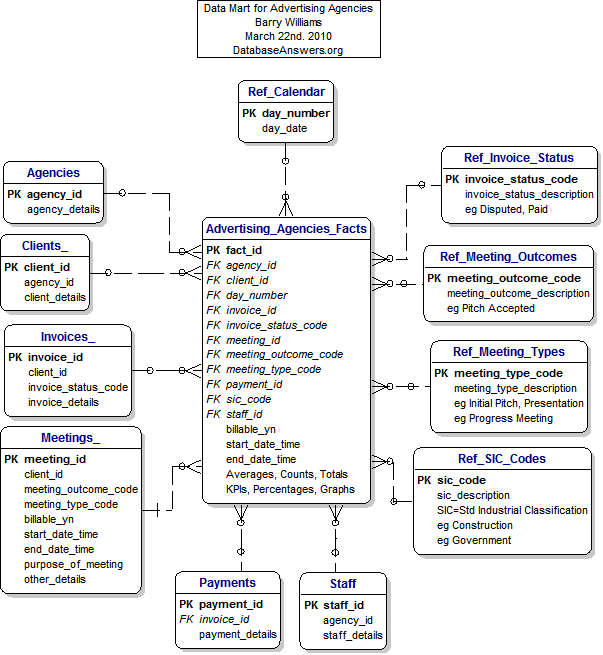 Data Mart for Advertising Agencies
Barry Williams
March 22nd. 2010
DatabaseAnswers.org
Ref_Calendar
PK day_number
day_date
Agencies
PK agency_id
agency_details
Clients_
PK client_id
agency_id
client_details
Invoices_
PK invoice_id
client_id
invoice_status_code
invoice_details
Meetings_
PK meeting_id
client_id
meeting_outcome_code
meeting_type_code
billable_yn
start_date_time
end_date_time
purpose_of_meeting
other_details
Advertising_Agencies_Facts
PK fact_id
FK agency_id
FK client_id
FK day_number
FK invoice_id
FK invoice_status_code
FK meeting_id
FK meeting_outcome_code
FK meeting_type_code
FK payment_id
FK sic_code
FK staff_id
billable_yn
start_date_time
end_date_time
Averages, Counts, Totals
KPIs, Percentages, Graphs
Ref_Invoice_Status
PK invoice_status_code
invoice_status_description
eg Disputed, Paid
Ref_Meeting_Outcomes
PK meeting_outcome_code
meeting_outcome_description
eg Pitch Accepted
Ref_Meeting_Types
PK meeting_type_code
meeting_type_description
eg Initial Pitch, Presentation
eg Progress Meeting
Ref_SIC_Codes
PK sic_code
sic_description
SIC=Std Industrial Classification
eg Construction
eg Government
Payments
PK payment_id
FK invoice_id
payment_details
Staff
PK staff_id
agency_id
staff_details